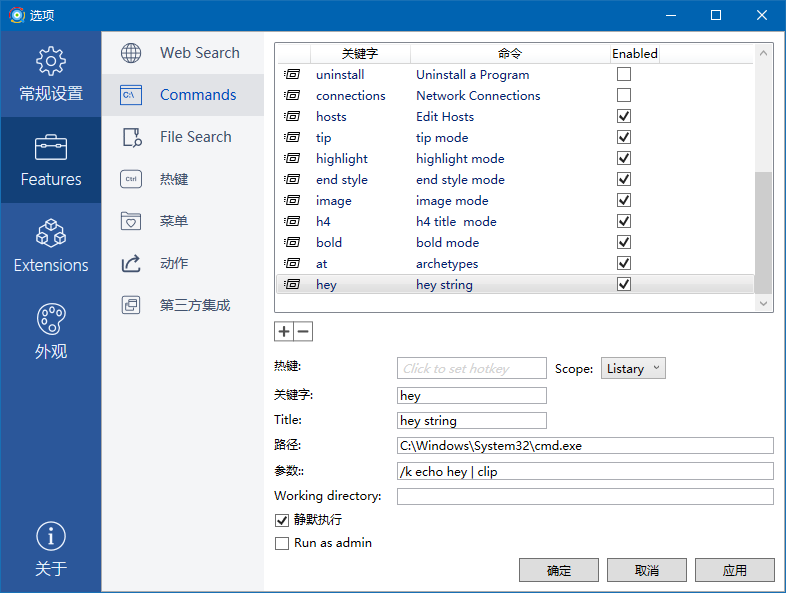 选项
常规设置
Features
Extensions
外观
关于
Web Search
C:\
Commands
File Search
Ctrl
热键
菜单
动作
第三方集成
关键字 命令 Enabled
uninstall Uninstall a Program
connections Network Connections
hosts Edit Hosts
tip tip mode
highlight highlight mode
end style end style mode
image image mode
h4 h4 title  mode
bold bold mode
at archetypes
hey hey string
热键: Click to set hotkey Scope: Listary
关键字: hey
Title: hey string
路径: C:\Windows\System32\cmd.exe
参数:: /k echo hey | clip
Working directory:
静默执行
Run as admin
确定 取消 应用